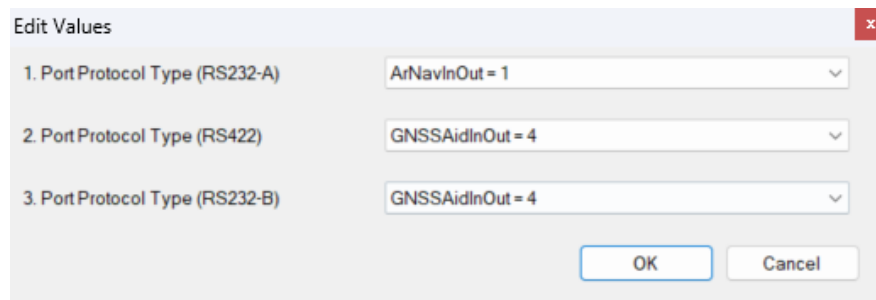 Edit Values
x
1. Port Protocol Type (RS232-A) ArNavInOut = 1
2. Port Protocol Type (RS422) GNSSAidInOut = 4
3. Port Protocol Type (RS232-B) GNSSAidInOut = 4
OK Cancel